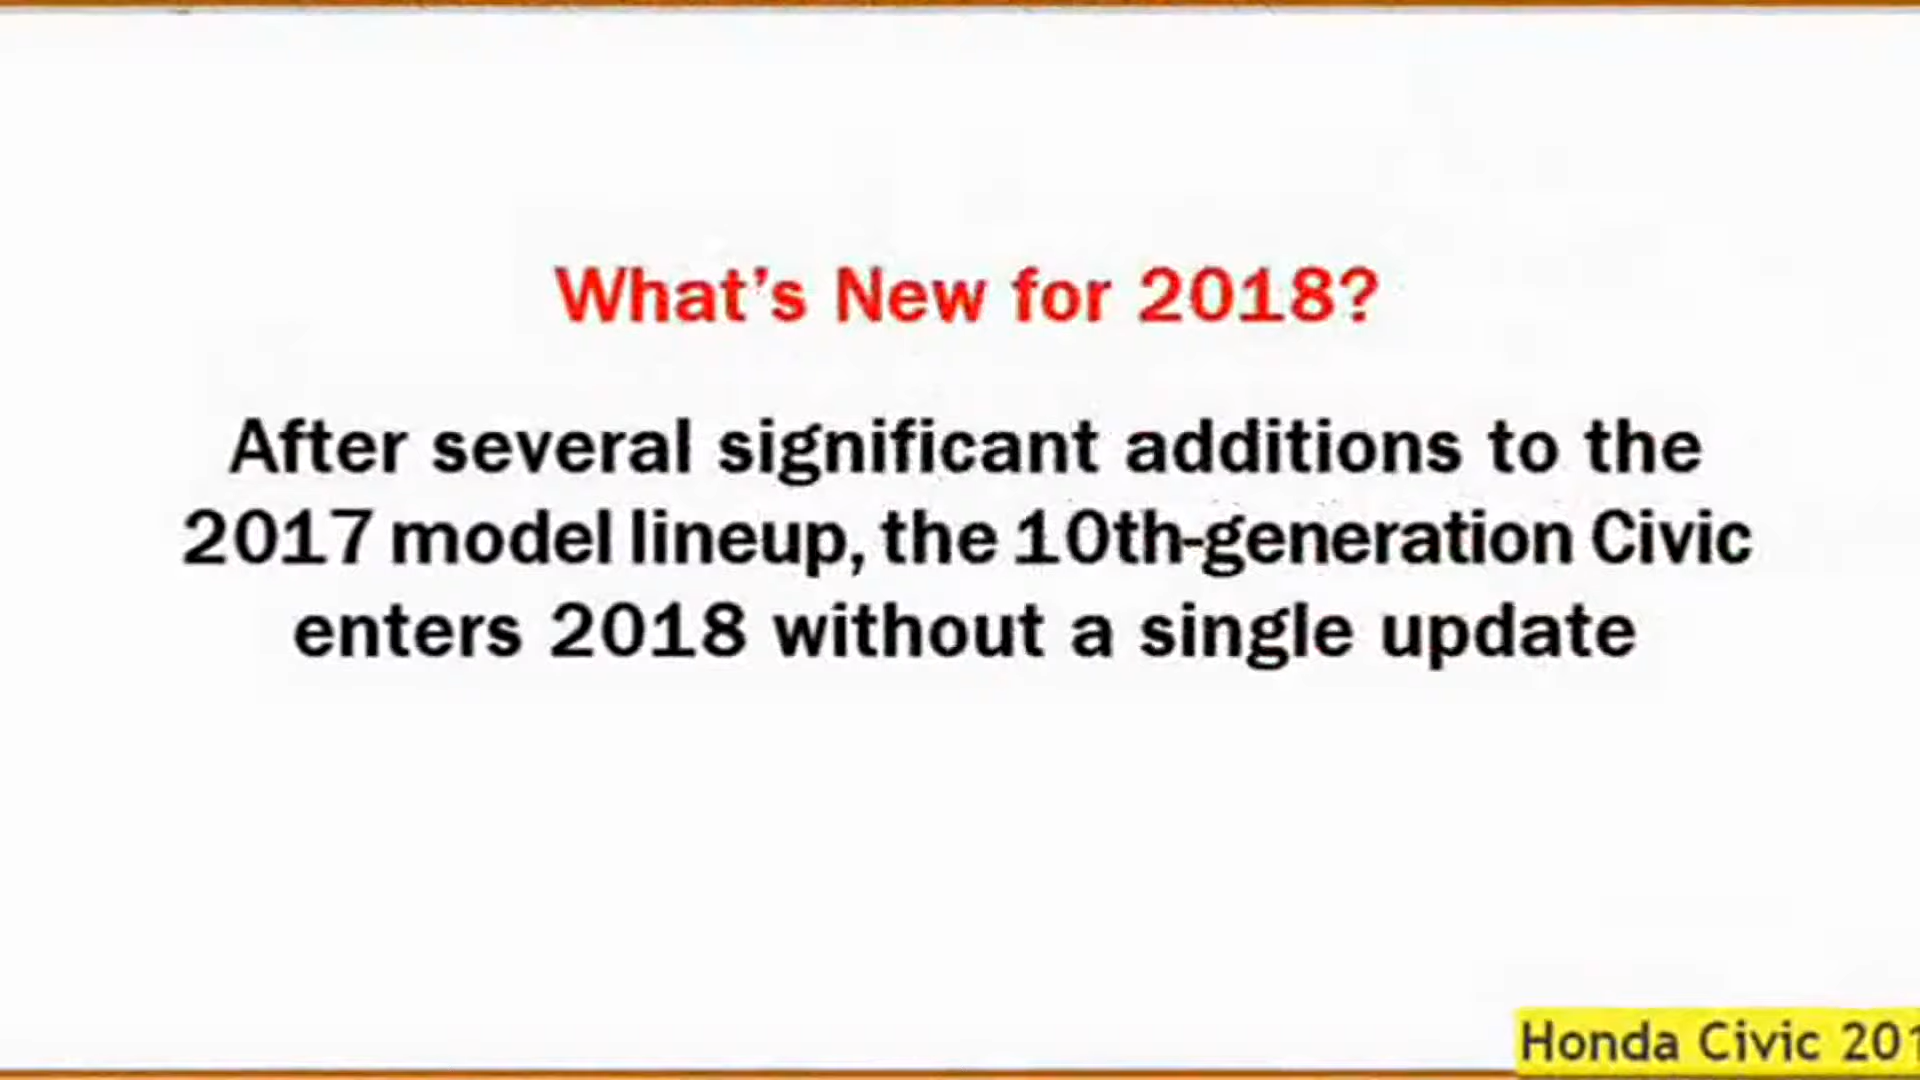 What's New for 2018?
After several significant additions to the
2017 model lineup, the 10th-generation Civic
enters 2018 without a single update
Honda Civic 201